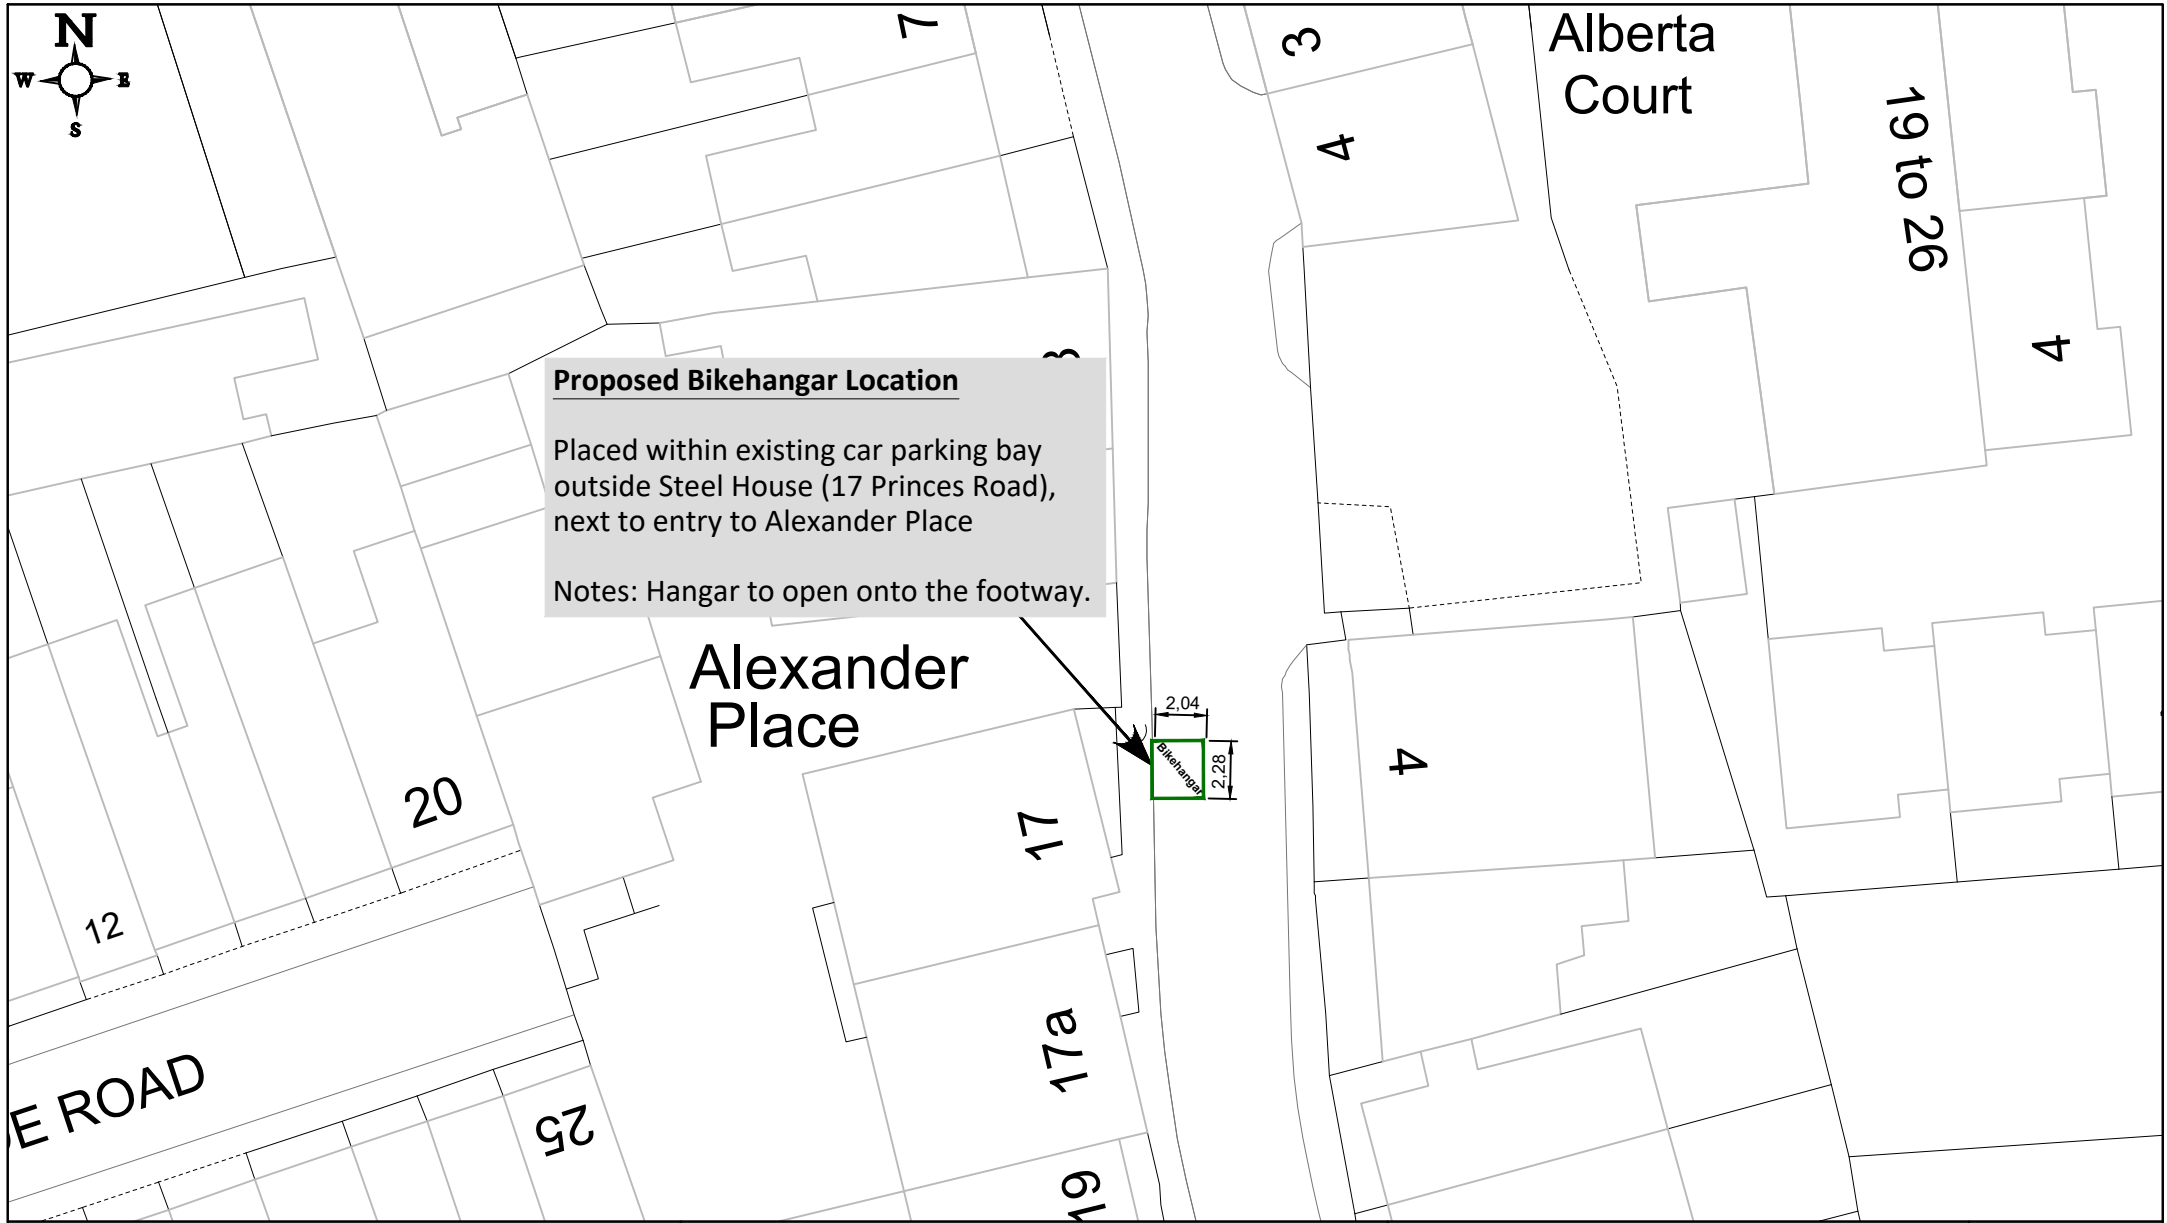 N
W
E
S
7
3
4
Alberta
Court
19 to 26
4
Proposed Bikehangar Location
Placed within existing car parking bay
outside Steel House (17 Princes Road),
next to entry to Alexander Place
Notes: Hangar to open onto the footway.
Alexander
Place
2,04
2,28
Bikehangar
4
20
17
12
17a
E ROAD
25
19